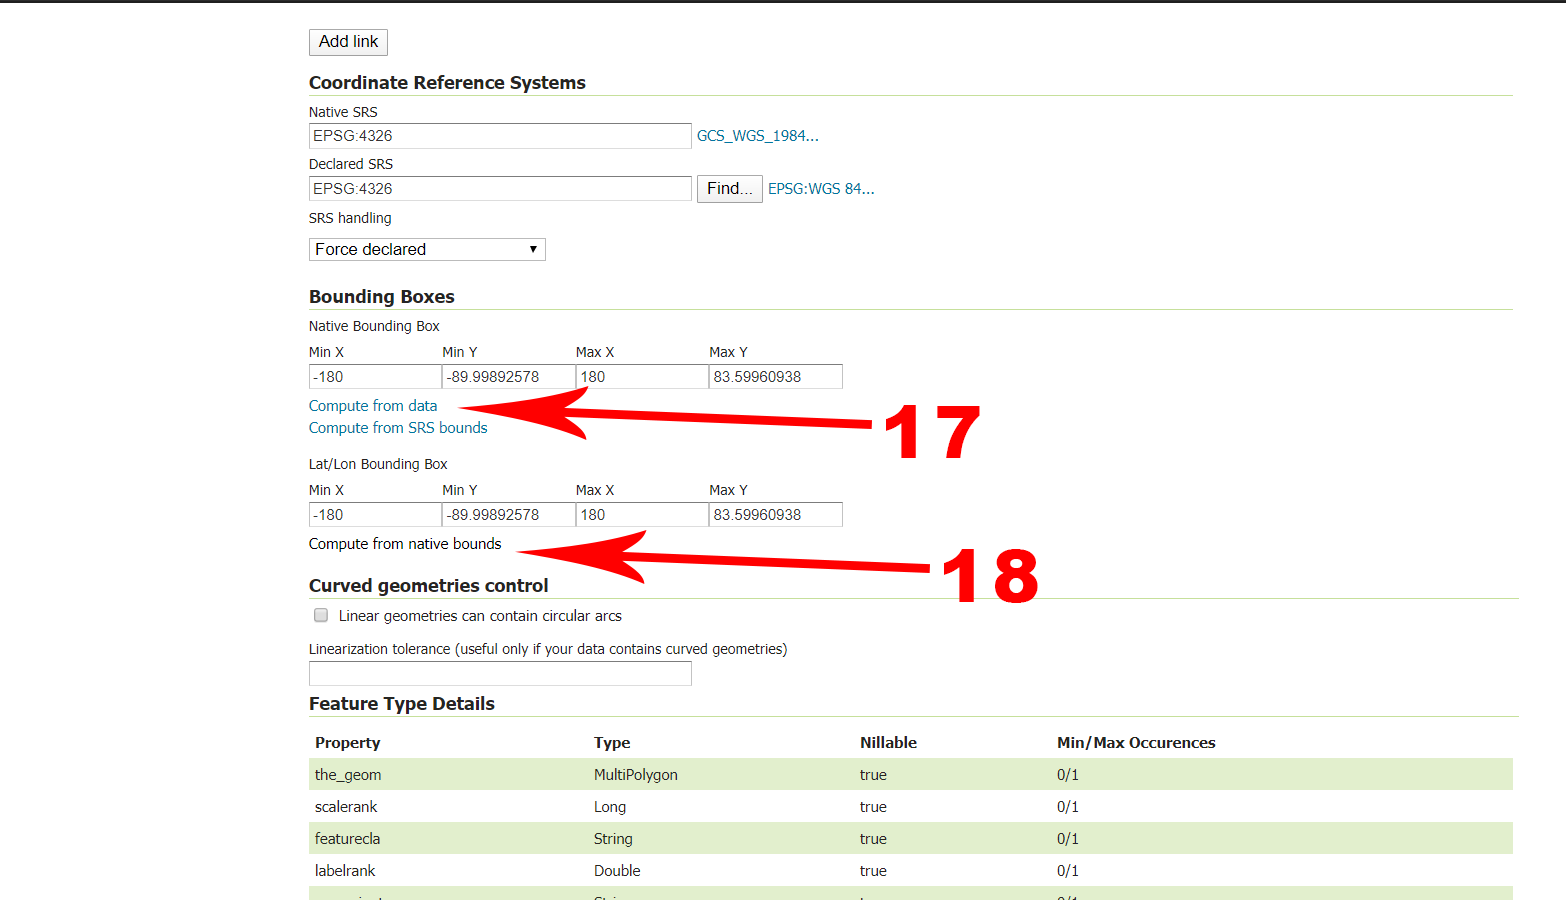 Add link
Coordinate Reference Systems
Native SRS
EPSG:4326 GCS_WGS_1984...
Declared SRS
EPSG:4326 Find... EPSG:WGS 84...
SRS handling
Force declared
Bounding Boxes
Native Bounding Box
Min X Min Y Max X Max Y
-180 -89.99892578 180 83.59960938
Compute from data
17
Compute from SRS bounds
Lat/Lon Bounding Box
Min X Min Y Max X Max Y
-180 -89.99892578 180 83.59960938
Compute from native bounds
18
Curved geometries control
Linear geometries can contain circular arcs
Linearization tolerance (useful only if your data contains curved geometries)
Feature Type Details
Property Type Nillable Min/Max Occurences
the_geom MultiPolygon true 0/1
scalerank Long true 0/1
featurecla String true 0/1
labelrank Double true 0/1